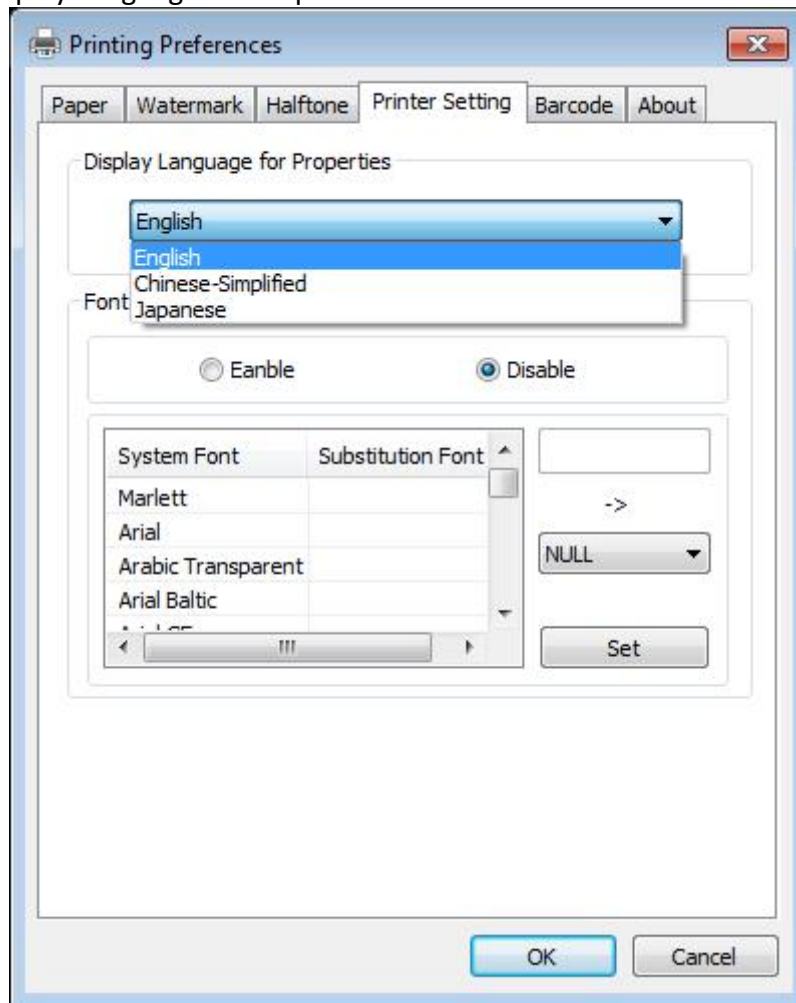 Printing Preferences
Paper Watermark Halftone Printer Setting Barcode About
Display Language for Properties
English
English
Chinese-Simplified
Japanese
Font
Eanble Disable
System Font Substitution Font
Marlett
Arial
->
Arabic Transparent
NULL
Arial Baltic
Set
OK Cancel